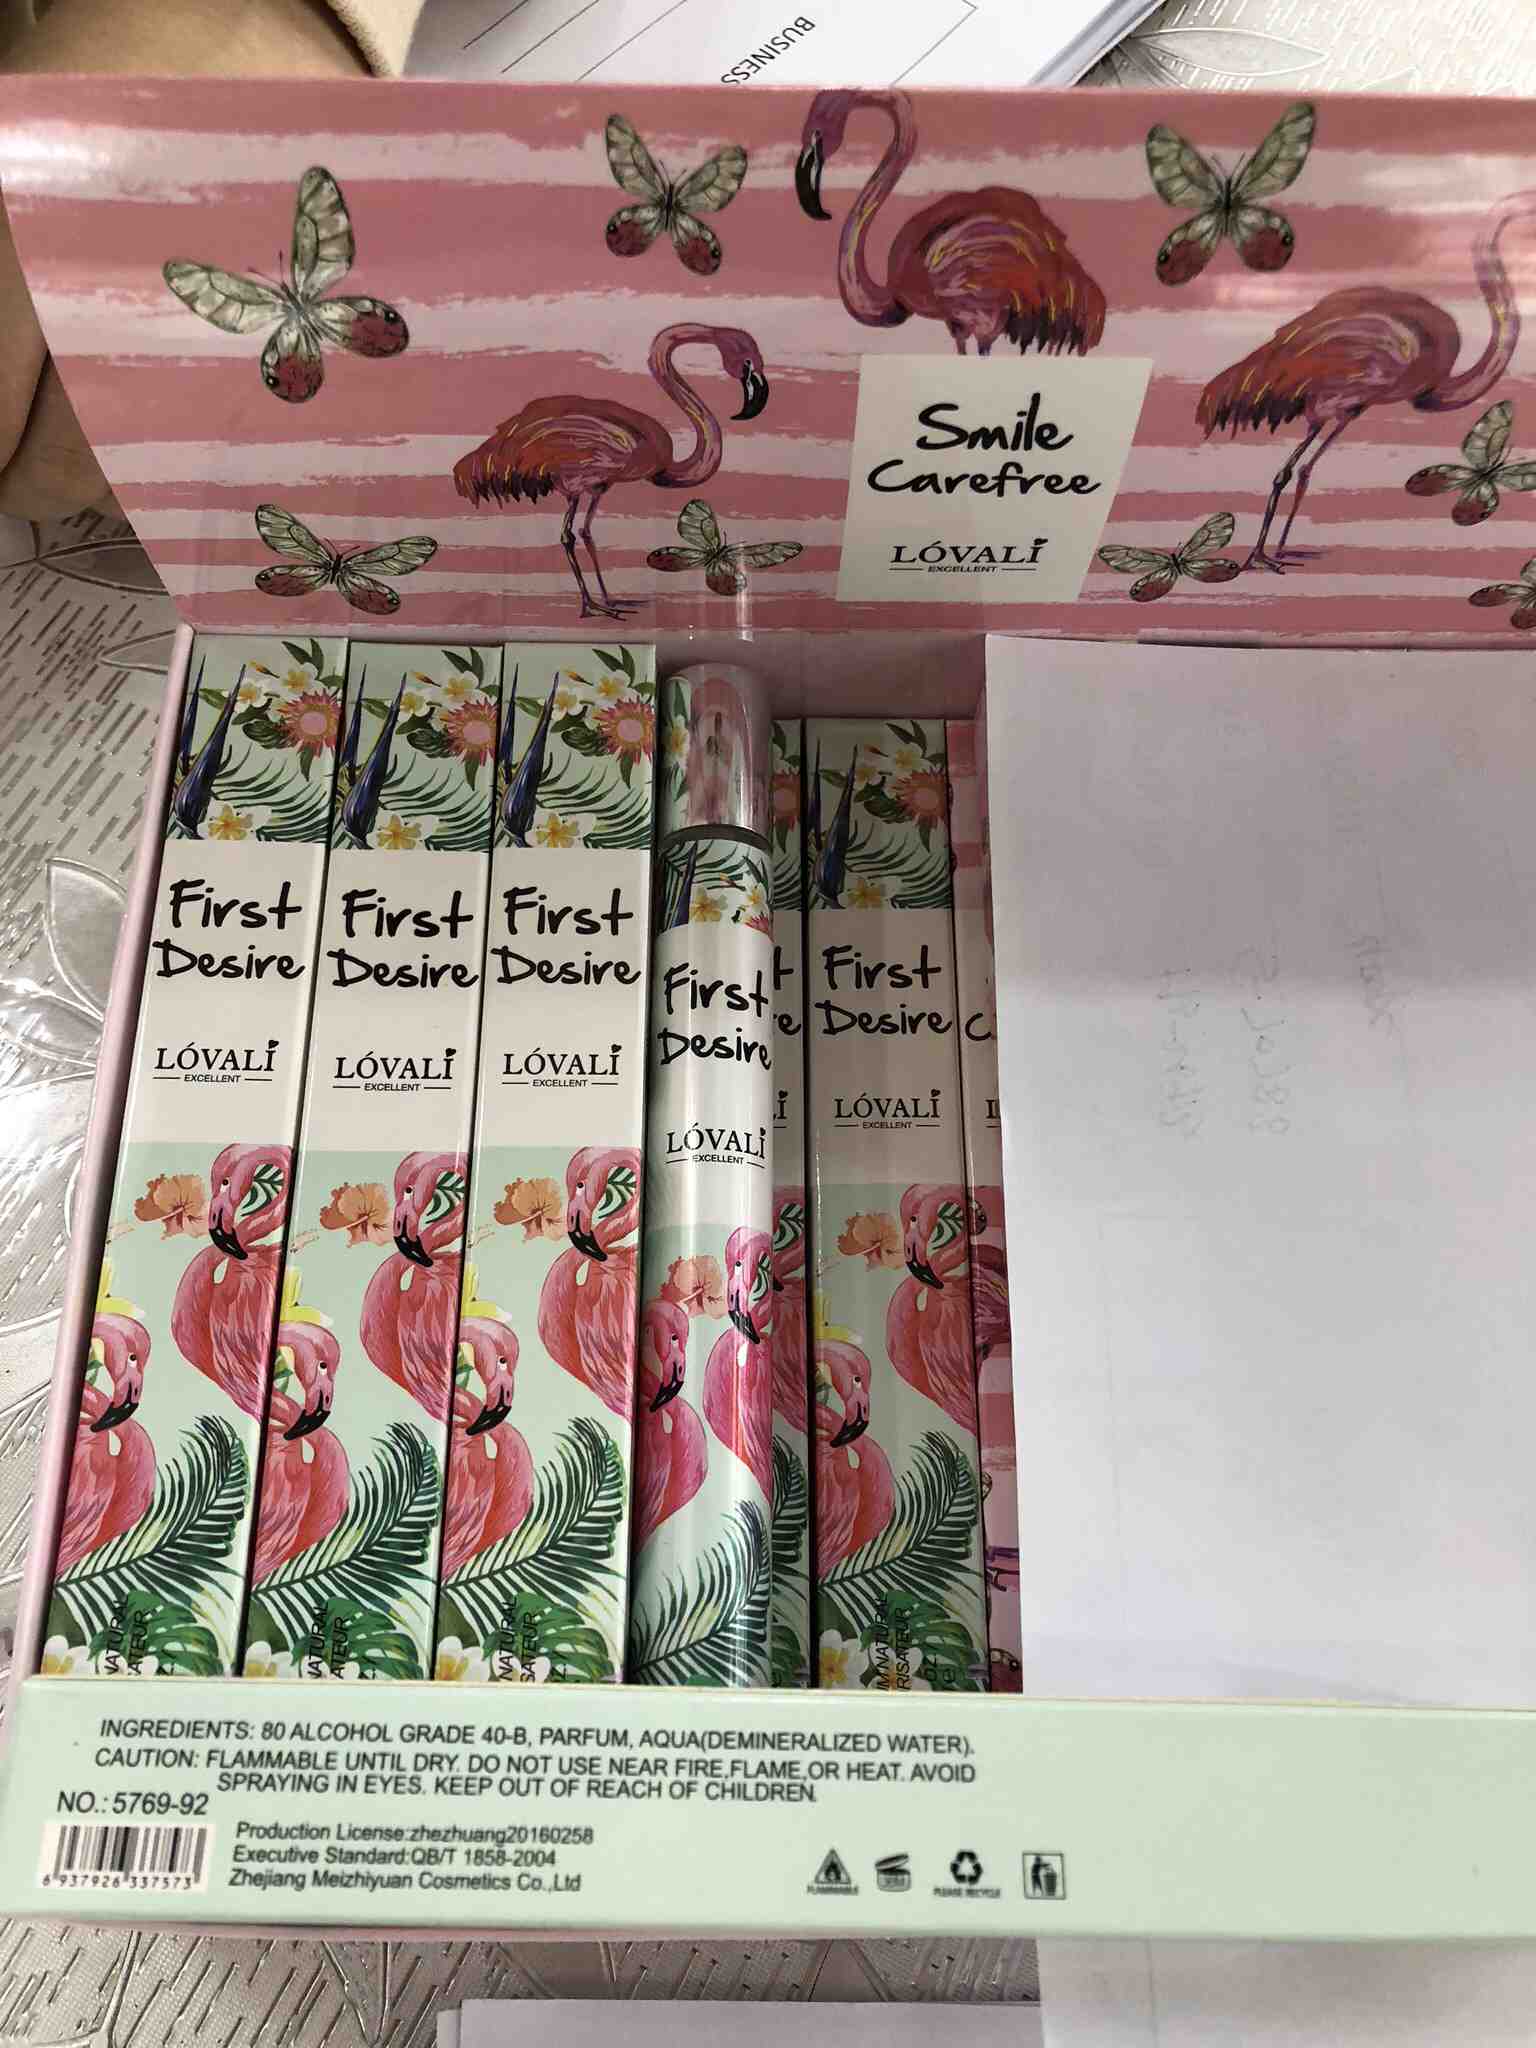 BUSINESS
Smile
Carefree
LÓVALI
EXCELLENT
First
Desire
LÓVALI
EXCELLENT
First
Desire
LÓVALI
EXCELLENT
First
Desire
LÓVALI
EXCELLENT
First
Desire
LÓVALI
EXCELLENT
First
Desire
LÓVALI
EXCELLENT
INGREDIENTS: 80 ALCOHOL GRADE 40-B, PARFUM, AQUA(DEMINERALIZED WATER).
CAUTION: FLAMMABLE UNTIL DRY. DO NOT USE NEAR FIRE,FLAME,OR HEAT. AVOID
SPRAYING IN EYES. KEEP OUT OF REACH OF CHILDREN.
NO.: 5769-92
Production License:zhezhuang20160258
Executive Standard:QB/T 1858-2004
Zhejiang Meizhiyuan Cosmetics Co.,Ltd
6 937926 337573
FLAMMABLE
PLEASE RECYCLE